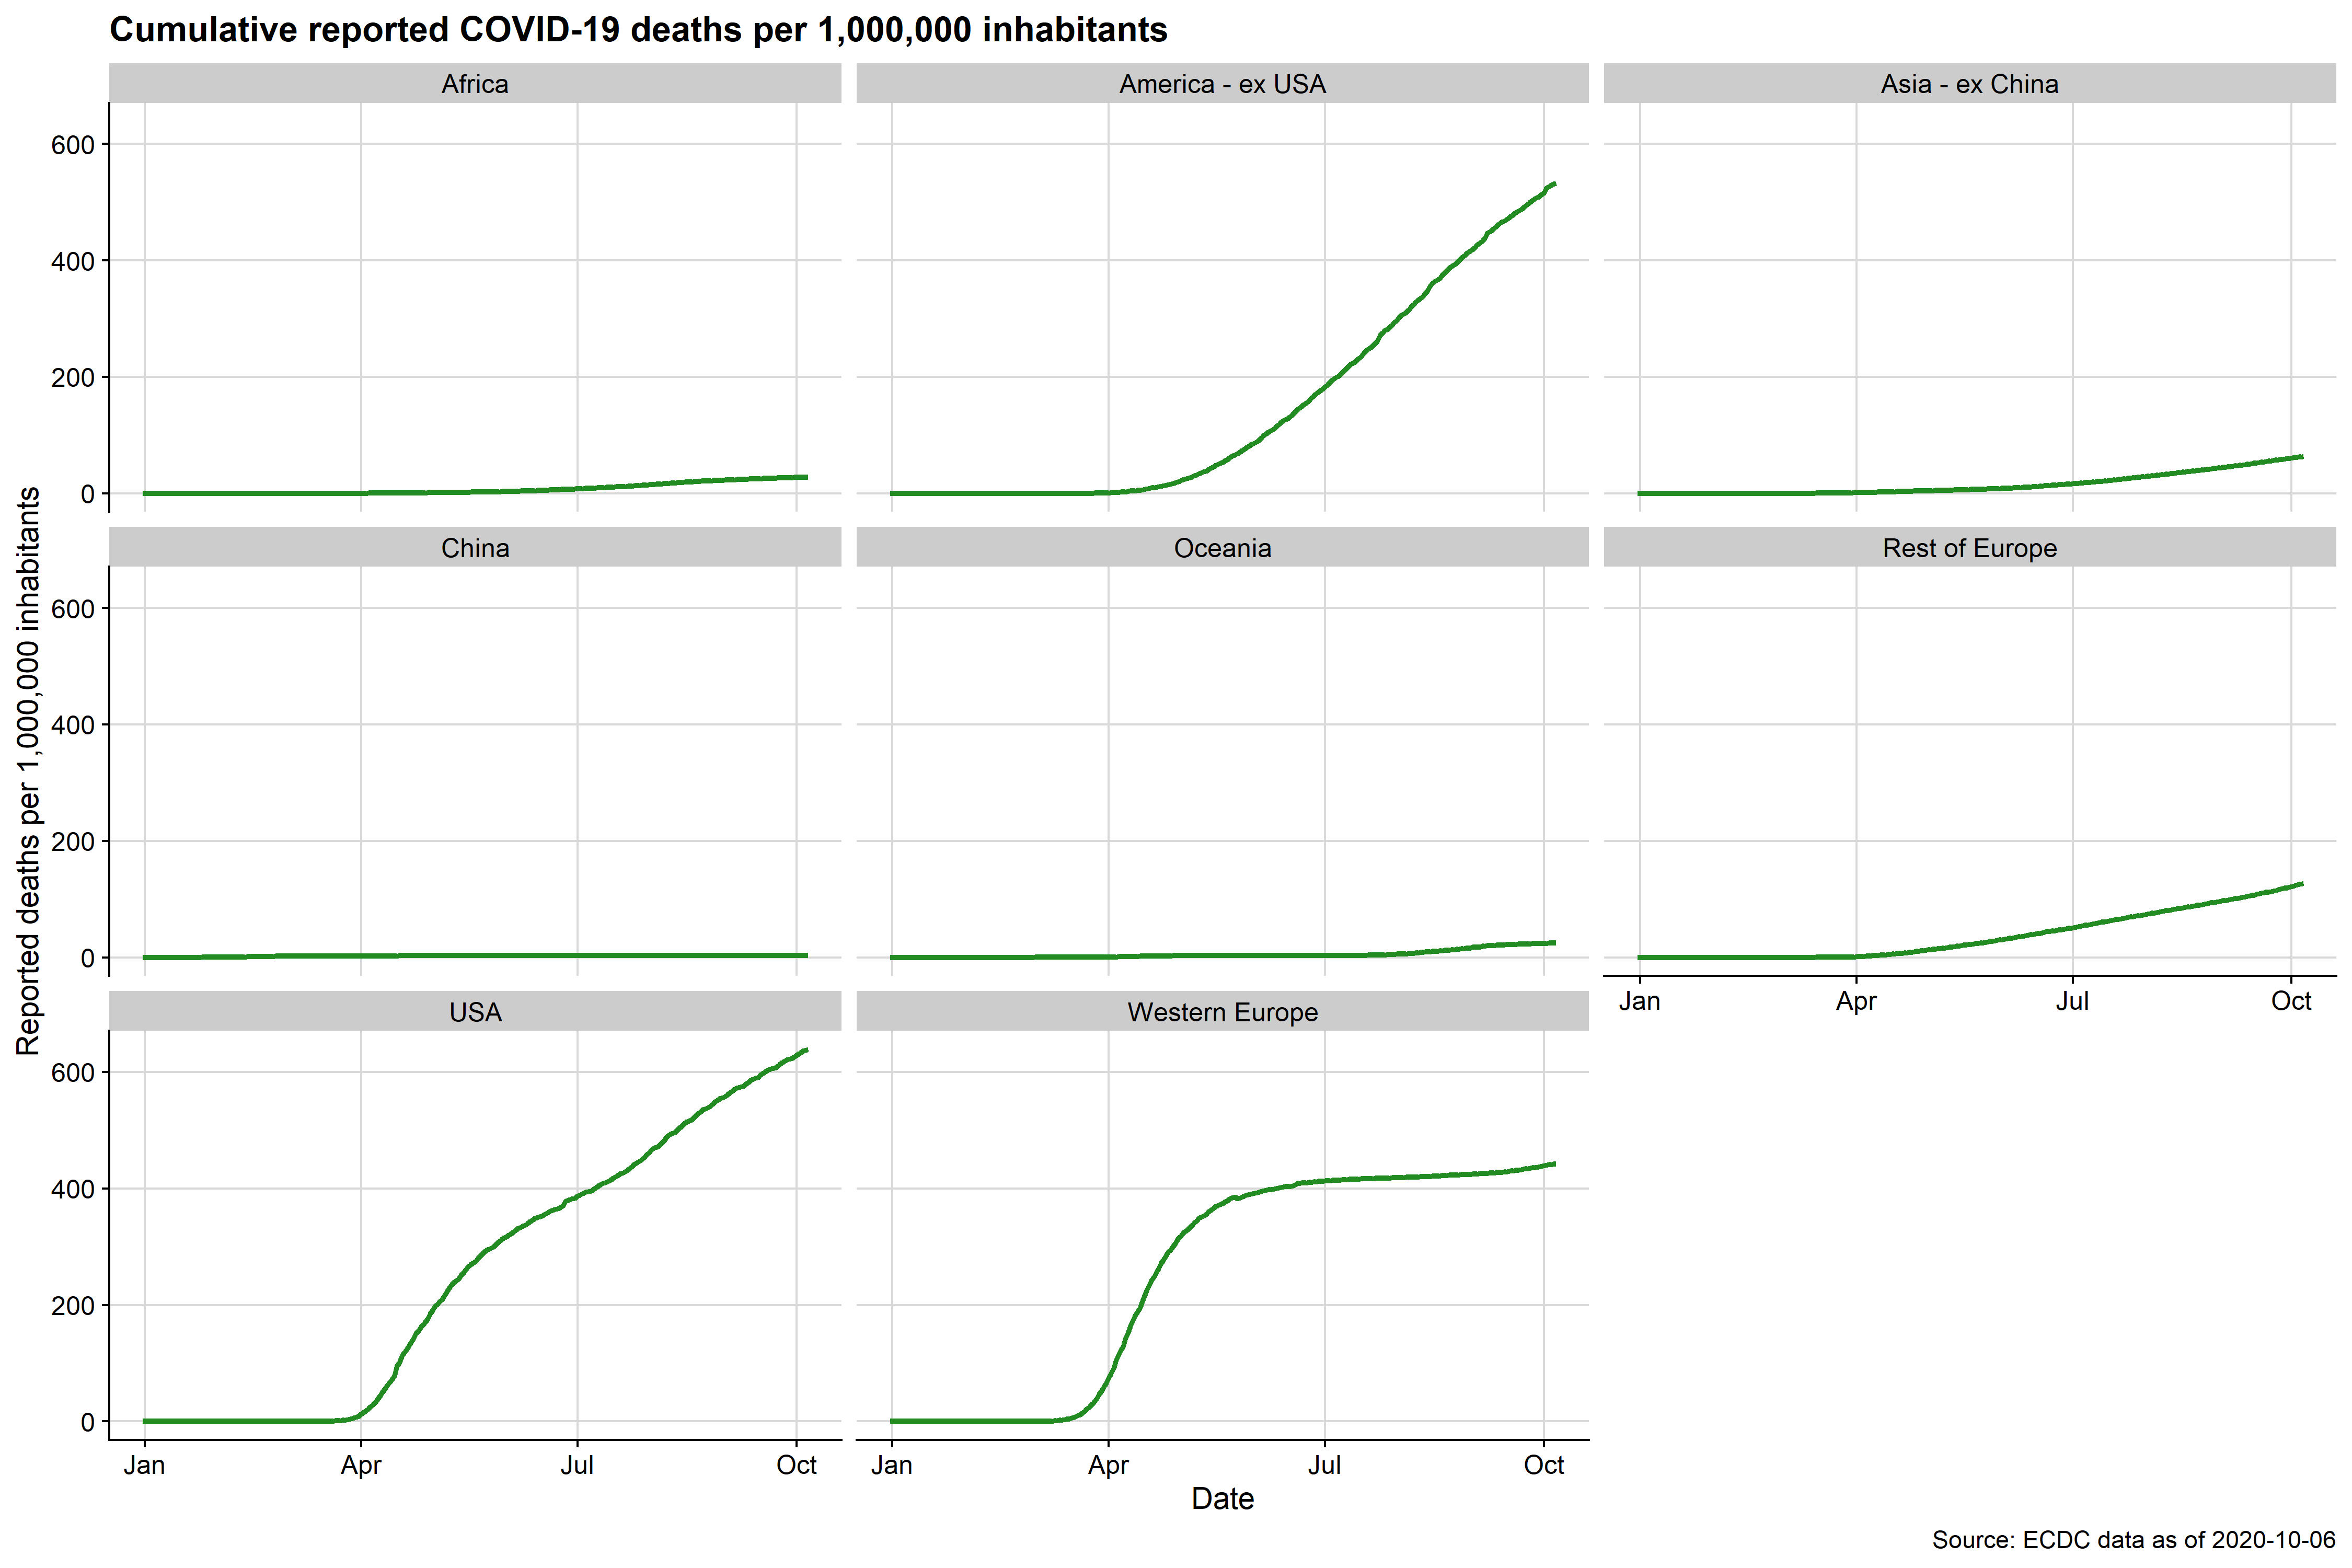 Cumulative reported COVID-19 deaths per 1,000,000 inhabitants
Africa
America - ex USA
Asia - ex China
600
400
200
0
China
Oceania
Rest of Europe
600
400
200
0
Jan
Apr
Jul
Oct
USA
Western Europe
600
400
200
0
Jan
Apr
Jul
Oct
Jan
Apr
Jul
Oct
Reported deaths per 1,000,000 inhabitants
Date
Source: ECDC data as of 2020-10-06